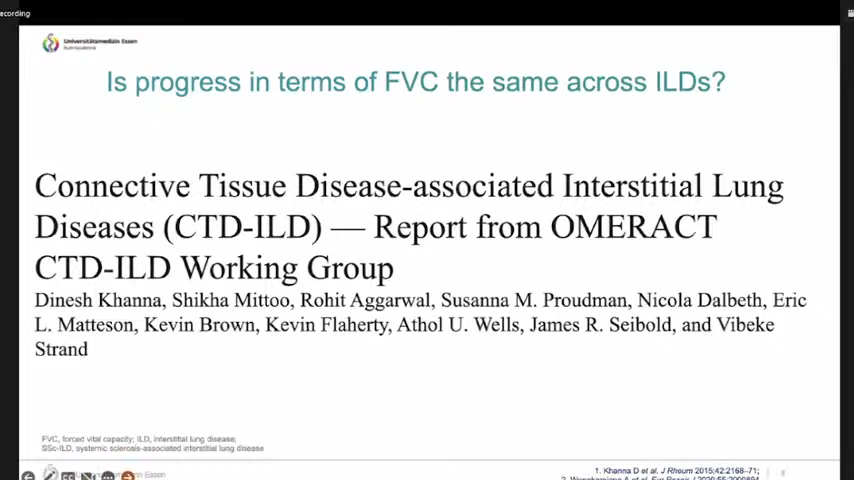 ecording
Universitätsmedizin Essen
Is progress in terms of FVC the same across ILDs?
Connective Tissue Disease-associated Interstitial Lung
Diseases (CTD-ILD) — Report from OMERACT
CTD-ILD Working Group
Dinesh Khanna, Shikha Mittoo, Rohit Aggarwal, Susanna M. Proudman, Nicola Dalbeth, Eric
L. Matteson, Kevin Brown, Kevin Flaherty, Athol U. Wells, James R. Seibold, and Vibeke
Strand
FVC, forced vital capacity; ILD, interstitial lung disease;
SSc-ILD, systemic sclerosis-associated interstitial lung disease
Essen
1. Khanna D et al. J Rheum 2015;42:2168–71;